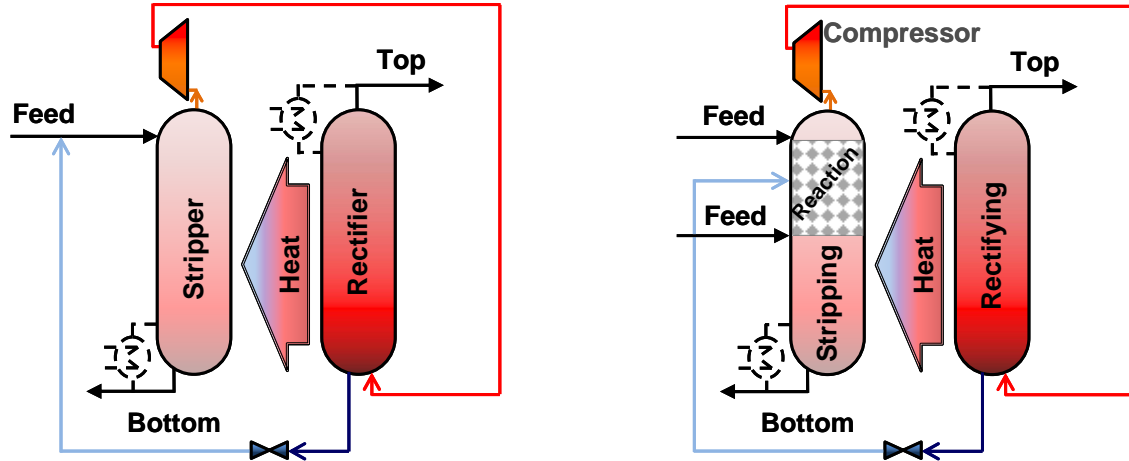 Top
Feed
Stripper
Heat
Rectifier
Bottom
Compressor
Top
Feed
Reaction
Feed
Stripping
Heat
Rectifying
Bottom